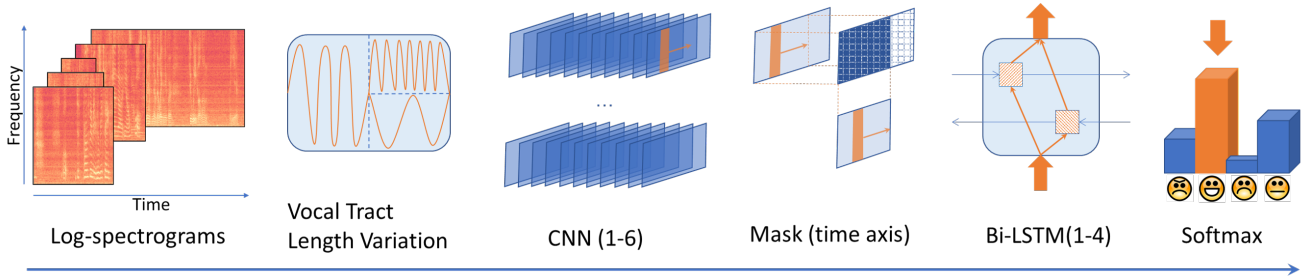 Frequency
Time
Log-spectrograms
Vocal Tract
Length Variation
...
CNN (1-6)
Mask (time axis)
Bi-LSTM(1-4)
Softmax